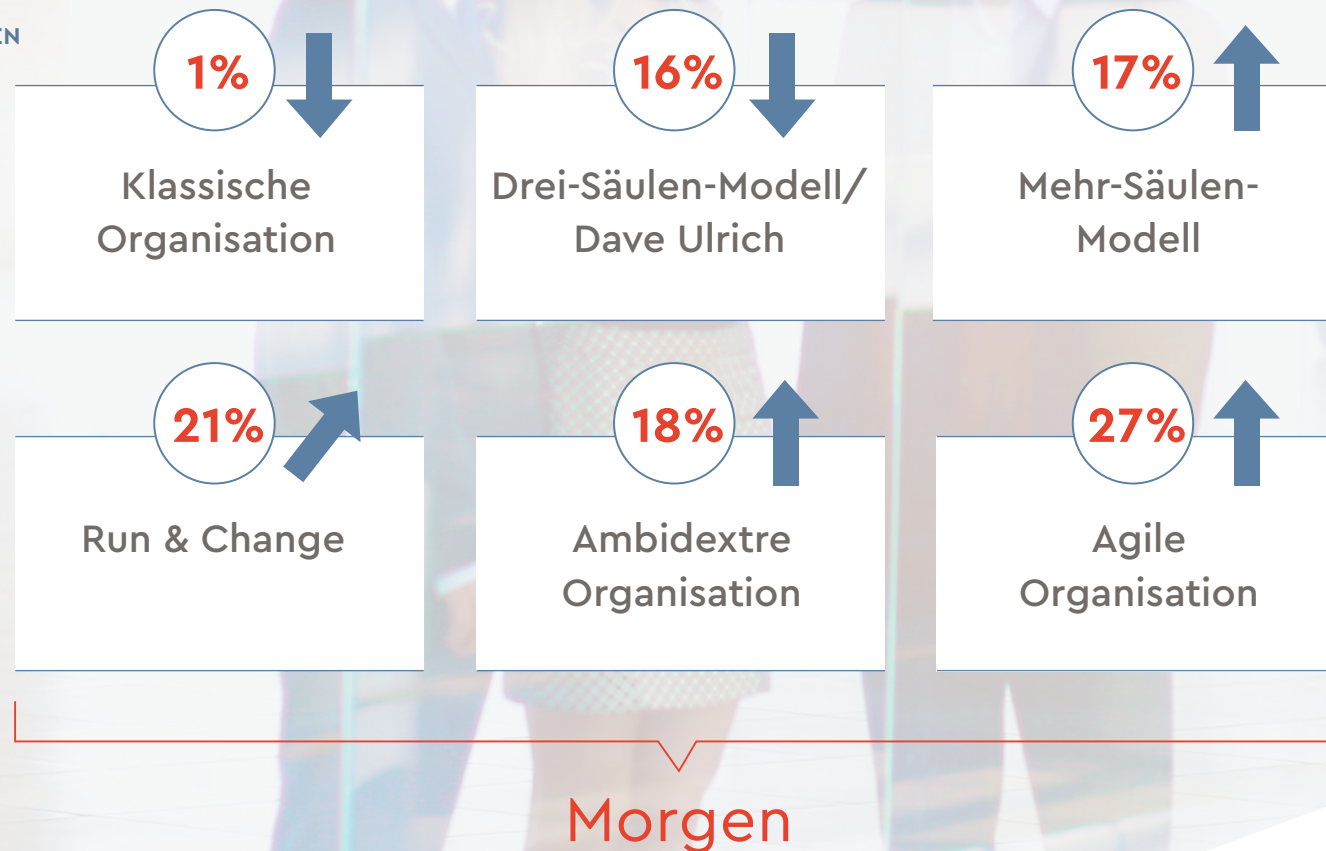 EN
1%
16%
17%
Klassische
Organisation
Drei-Säulen-Modell/
Dave Ulrich
Mehr-Säulen-
Modell
21%
18%
27%
Run & Change
Ambidextre
Organisation
Agile
Organisation
Morgen